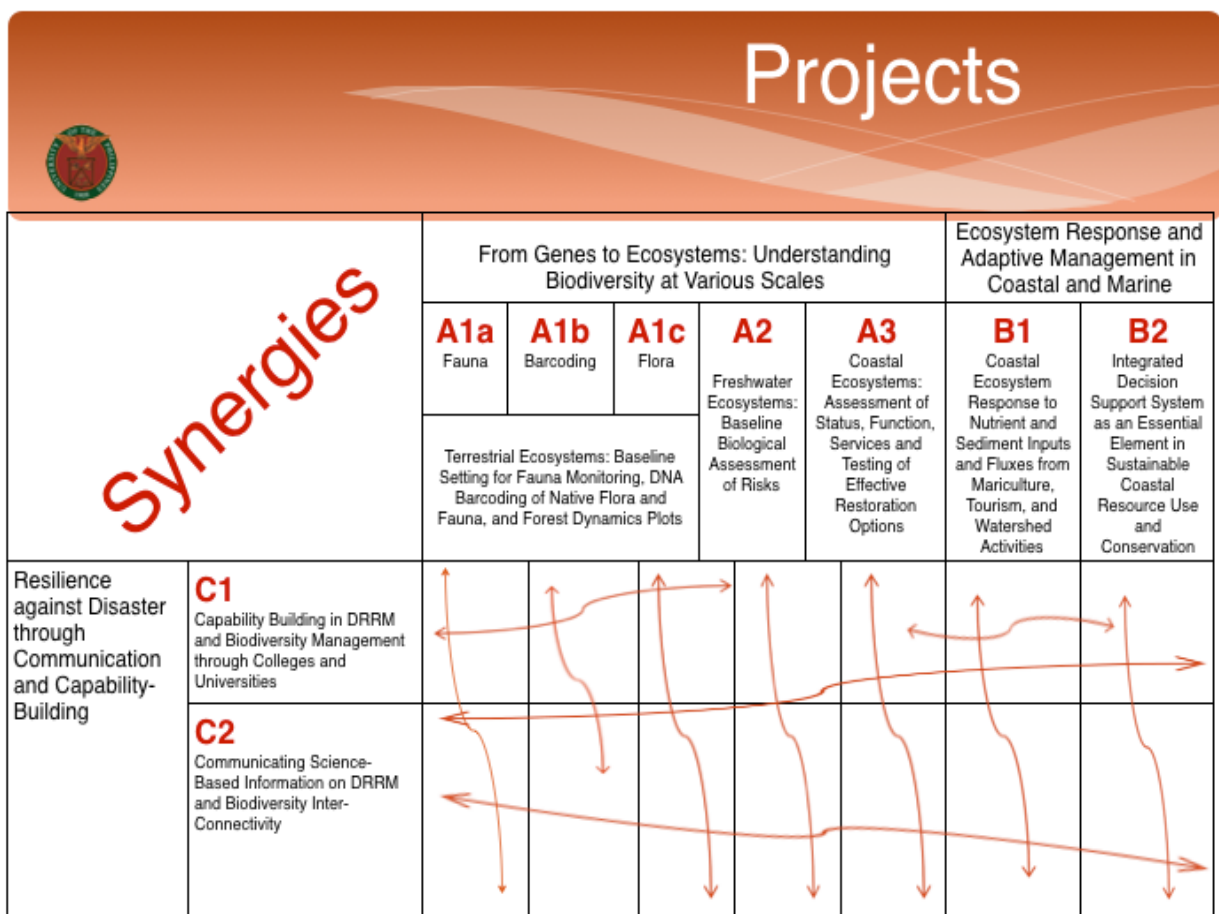 Projects
UNIVERSITY OF THE PHILIPPINES
1908
Synergies
From Genes to Ecosystems: Understanding
Biodiversity at Various Scales
Ecosystem Response and
Adaptive Management in
Coastal and Marine
A1a
Fauna
A1b
Barcoding
A1c
Flora
Terrestrial Ecosystems: Baseline
Setting for Fauna Monitoring, DNA
Barcoding of Native Flora and
Fauna, and Forest Dynamics Plots
A2
Freshwater
Ecosystems:
Baseline
Biological
Assessment
of Risks
A3
Coastal
Ecosystems:
Assessment of
Status, Function,
Services and
Testing of
Effective
Restoration
Options
B1
Coastal
Ecosystem
Response to
Nutrient and
Sediment Inputs
and Fluxes from
Mariculture,
Tourism, and
Watershed
Activities
B2
Integrated
Decision
Support System
as an Essential
Element in
Sustainable
Coastal
Resource Use
and
Conservation
Resilience
against Disaster
through
Communication
and Capability-
Building
C1
Capability Building in DRRM
and Biodiversity Management
through Colleges and
Universities
C2
Communicating Science-
Based Information on DRRM
and Biodiversity Inter-
Connectivity